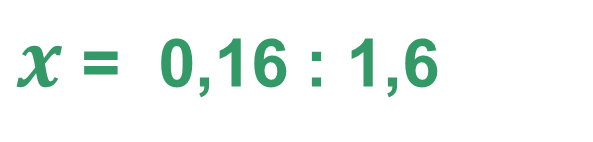 x = 0,16 : 1,6